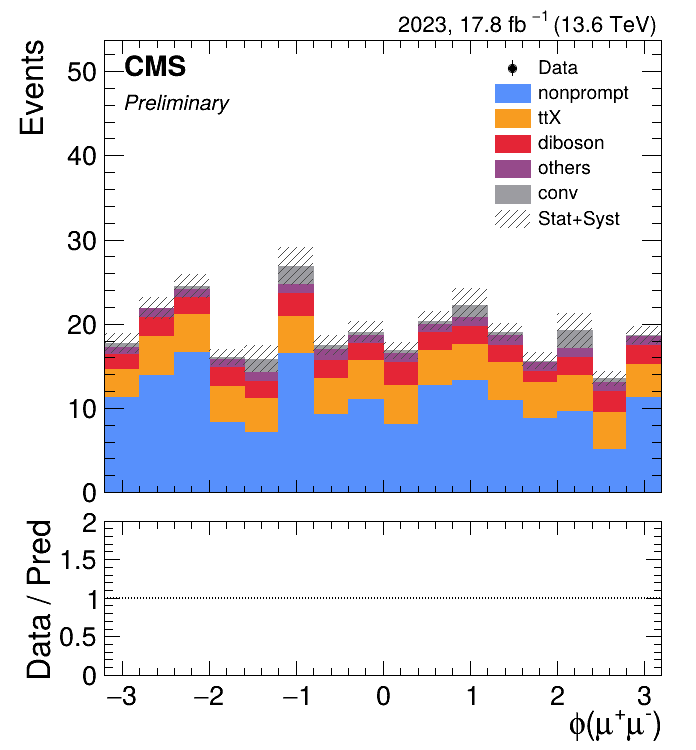 2023, 17.8 fb⁻¹ (13.6 TeV)
CMS
Preliminary
Events
50
40
30
20
10
0
Data
nonprompt
ttX
diboson
others
conv
Stat+Syst
Data / Pred
2
1.5
1
0.5
0
−3 −2 −1 0 1 2 3
ϕ(μ⁺μ⁻)